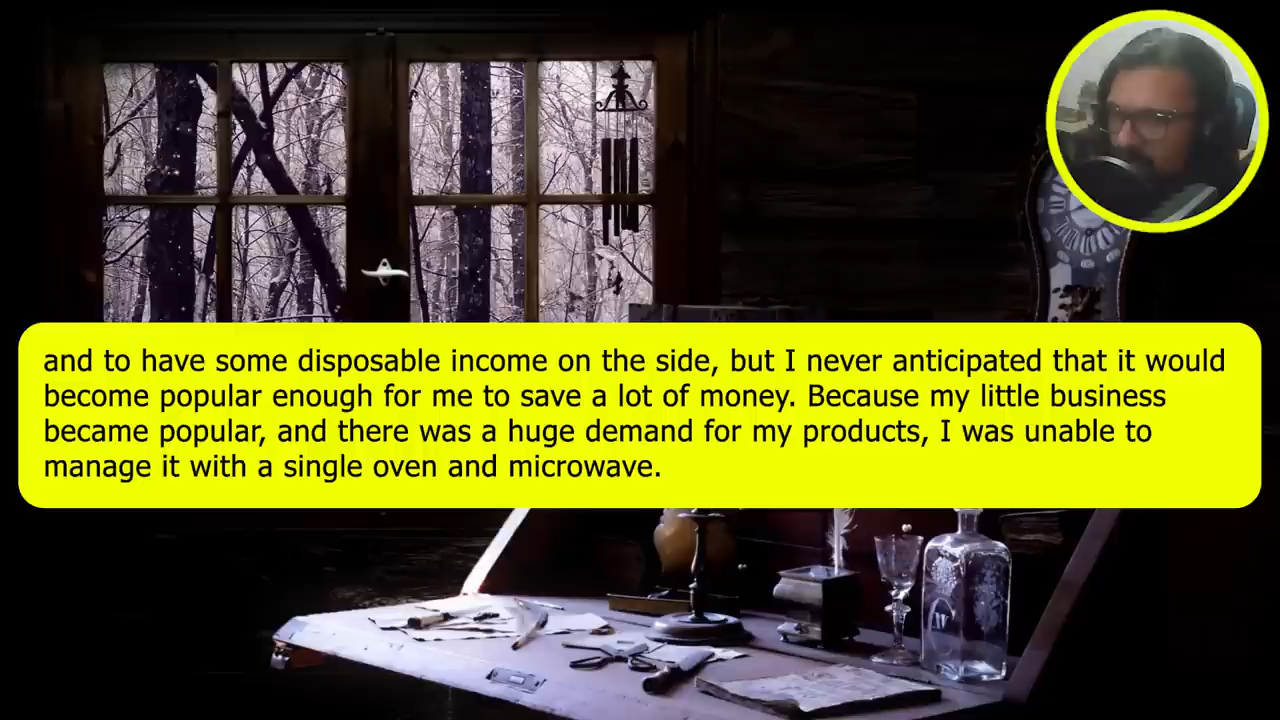 and to have some disposable income on the side, but I never anticipated that it would
become popular enough for me to save a lot of money. Because my little business
became popular, and there was a huge demand for my products, I was unable to
manage it with a single oven and microwave.